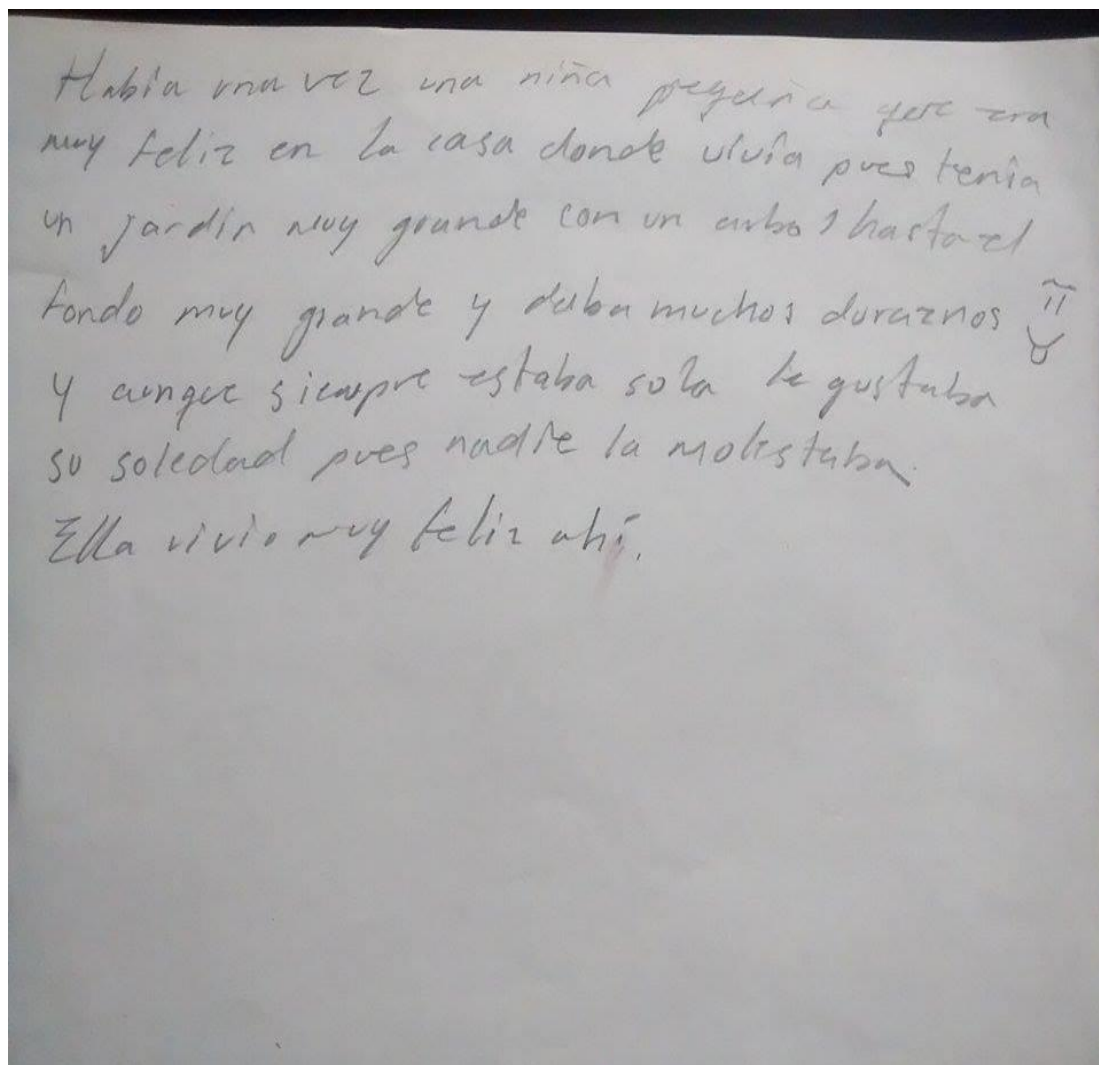 Había una vez una niña pequeña que era
muy feliz en la casa donde vivía pues tenía
un jardín muy grande con un arbol hasta el
fondo muy grande y daba muchos duraznos
y aunque siempre estaba sola le gustaba
su soledad pues nadie la molestaba.
Ella vivio muy feliz ahí.